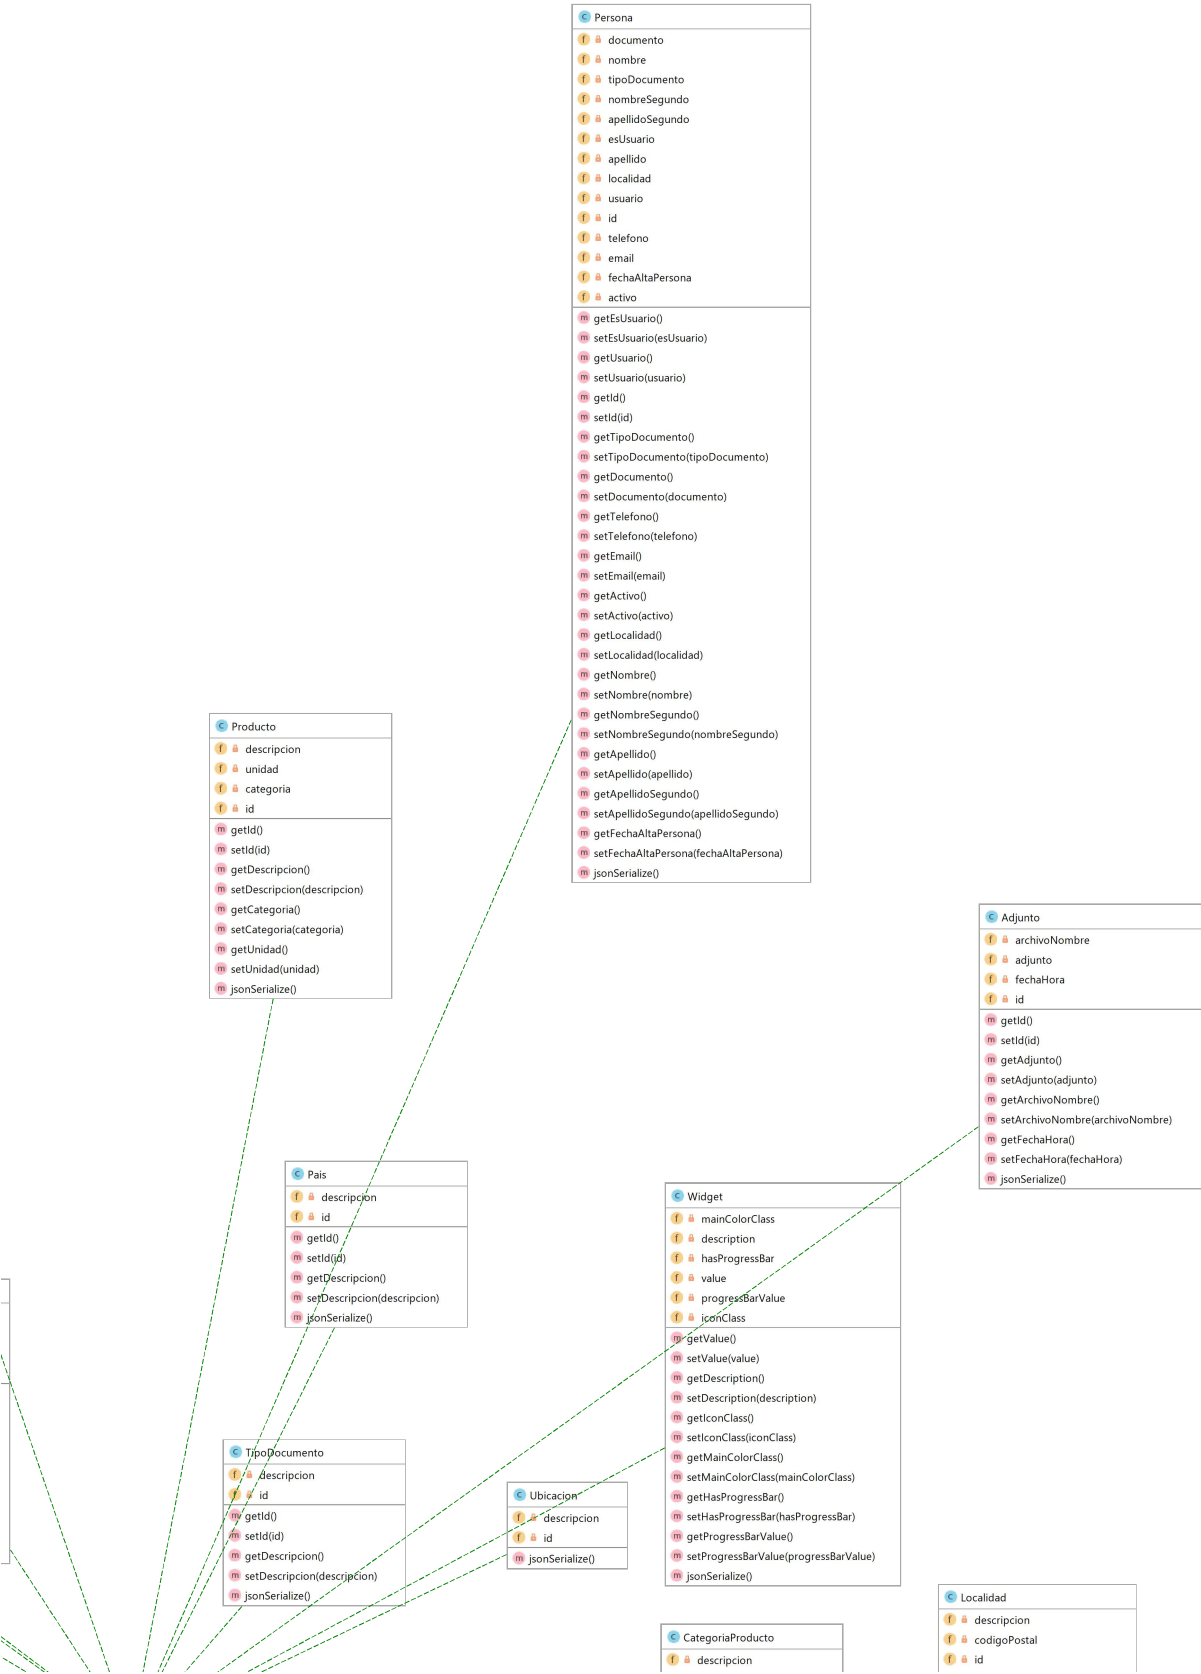 Persona
documento
nombre
tipoDocumento
nombreSegundo
apellidoSegundo
esUsuario
apellido
localidad
usuario
id
telefono
email
fechaAltaPersona
activo
getEsUsuario()
setEsUsuario(esUsuario)
getUsuario()
setUsuario(usuario)
getId()
setId(id)
getTipoDocumento()
setTipoDocumento(tipoDocumento)
getDocumento()
setDocumento(documento)
getTelefono()
setTelefono(telefono)
getEmail()
setEmail(email)
getActivo()
setActivo(activo)
getLocalidad()
setLocalidad(localidad)
getNombre()
setNombre(nombre)
getNombreSegundo()
setNombreSegundo(nombreSegundo)
getApellido()
setApellido(apellido)
getApellidoSegundo()
setApellidoSegundo(apellidoSegundo)
getFechaAltaPersona()
setFechaAltaPersona(fechaAltaPersona)
jsonSerialize()
Producto
descripcion
unidad
categoria
id
getId()
setId(id)
getDescripcion()
setDescripcion(descripcion)
getCategoria()
setCategoria(categoria)
getUnidad()
setUnidad(unidad)
jsonSerialize()
Adjunto
archivoNombre
adjunto
fechaHora
id
getId()
setId(id)
getAdjunto()
setAdjunto(adjunto)
getArchivoNombre()
setArchivoNombre(archivoNombre)
getFechaHora()
setFechaHora(fechaHora)
jsonSerialize()
Pais
descripcion
id
getId()
setId(id)
getDescripcion()
setDescripcion(descripcion)
jsonSerialize()
Widget
mainColorClass
description
hasProgressBar
value
progressBarValue
iconClass
getValue()
setValue(value)
getDescription()
setDescription(description)
getIconClass()
setIconClass(iconClass)
getMainColorClass()
setMainColorClass(mainColorClass)
getHasProgressBar()
setHasProgressBar(hasProgressBar)
getProgressBarValue()
setProgressBarValue(progressBarValue)
jsonSerialize()
TipoDocumento
descripcion
id
getId()
setId(id)
getDescripcion()
setDescripcion(descripcion)
jsonSerialize()
Ubicacion
descripcion
id
jsonSerialize()
Localidad
descripcion
codigoPostal
id
CategoriaProducto
descripcion